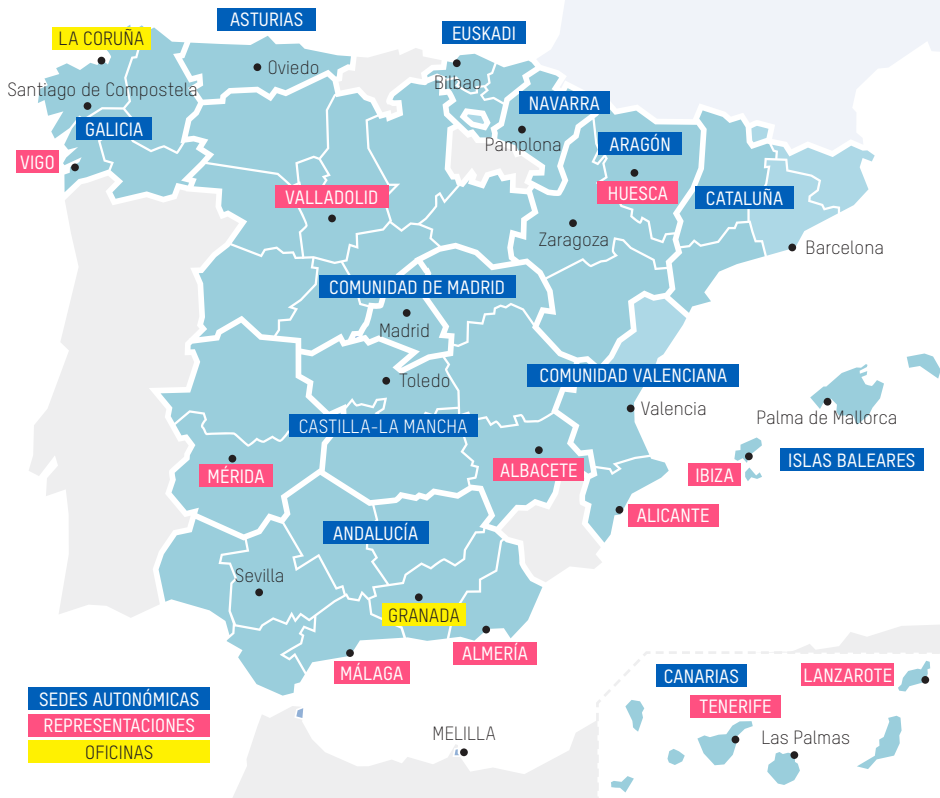 ASTURIAS
LA CORUÑA
EUSKADI
Oviedo
Bilbao
Santiago de Compostela
NAVARRA
GALICIA
Pamplona
ARAGÓN
VIGO
VALLADOLID
HUESCA
CATALUÑA
Zaragoza
Barcelona
COMUNIDAD DE MADRID
Madrid
COMUNIDAD VALENCIANA
Toledo
Valencia
Palma de Mallorca
CASTILLA-LA MANCHA
ISLAS BALEARES
MÉRIDA
ALBACETE
IBIZA
ALICANTE
ANDALUCÍA
Sevilla
GRANADA
ALMERÍA
MÁLAGA
CANARIAS
LANZAROTE
TENERIFE
Las Palmas
MELILLA
SEDES AUTONÓMICAS
REPRESENTACIONES
OFICINAS